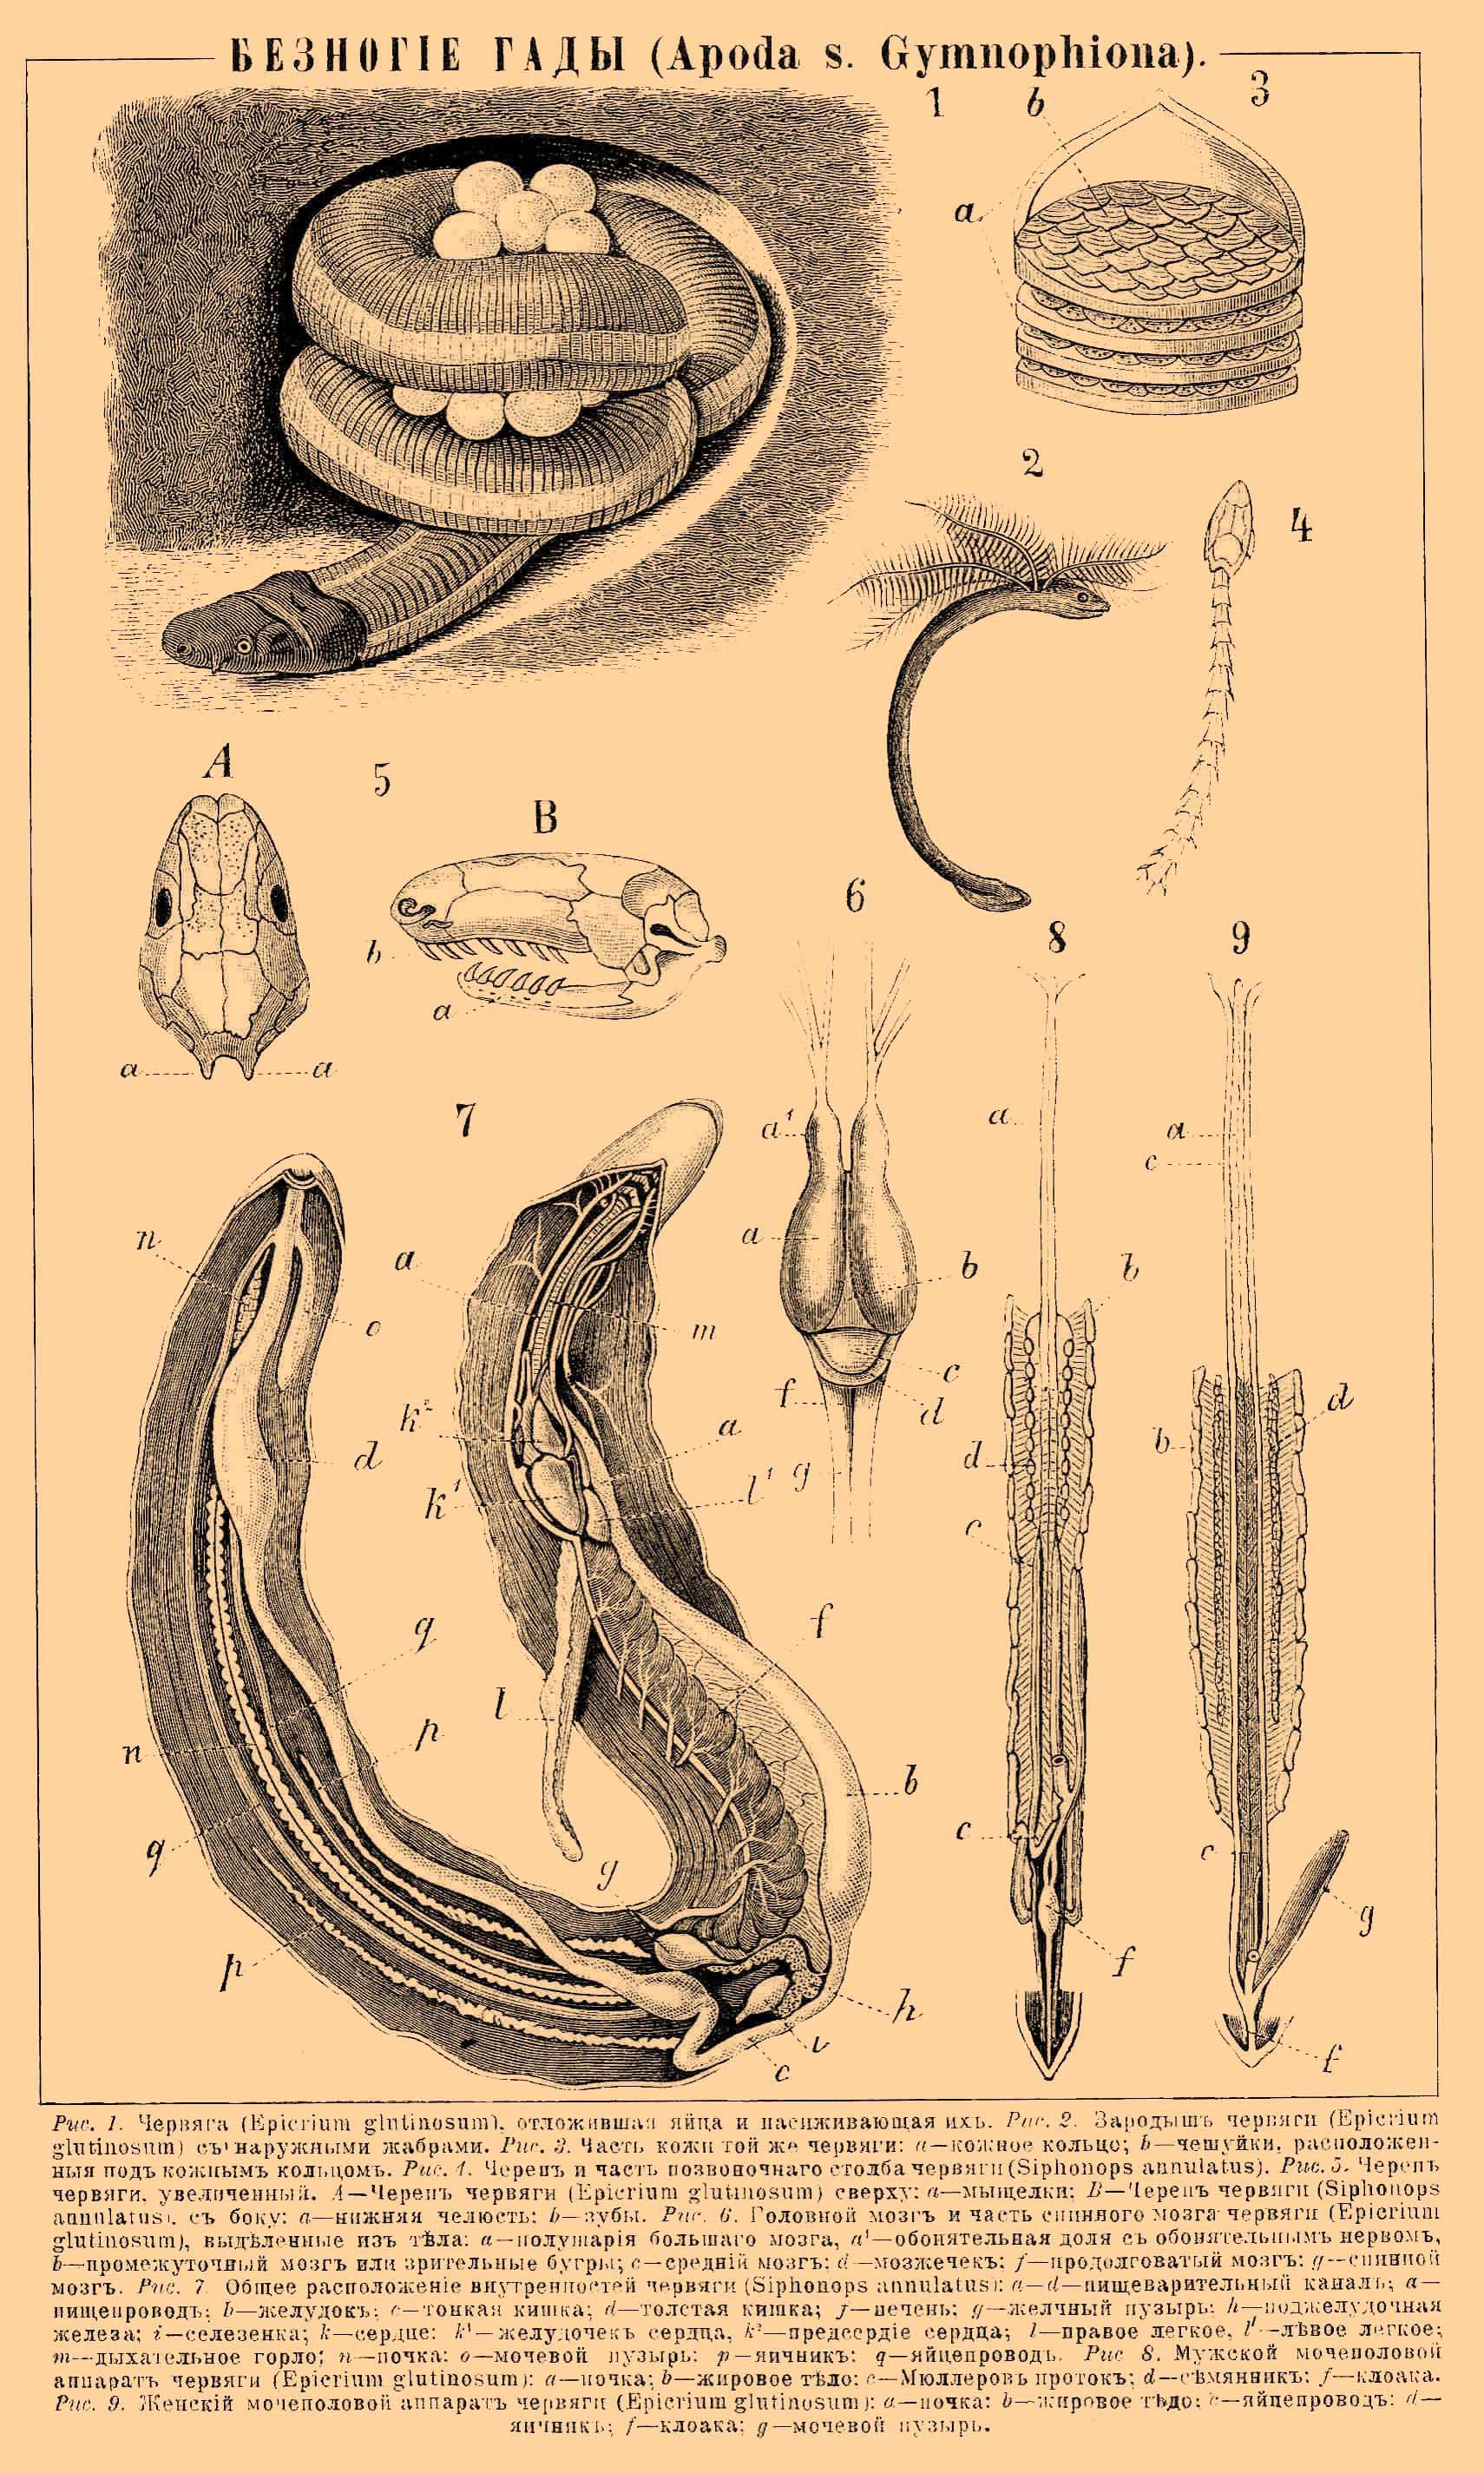 БЕЗНОГІЕ ГАДЫ (Apoda s. Gymnophiona).
1
b
3
a
2
4
A
5
B
6
b
a
8
9
a
a
7
a¹
a
a
c
n
a
a
b
b
o
m
c
f
d
d
k²
a
d
b
d
k¹
l¹
g
c
q
f
l
p
n
b
q
c
c
g
g
p
f
h
i
c
f
Рис. 1. Червяга (Epicrium glutinosum), отложившая яйца и насиживающая ихъ. Рис. 2. Зародышъ червяги (Epicrium
glutinosum) съ наружными жабрами. Рис. 3. Часть кожи той же червяги: a—кожное кольцо; b—чешуйки, расположен-
ныя подъ кожнымъ кольцомъ. Рис. 4. Черепъ и часть позвоночнаго столба червяги (Siphonops annulatus). Рис. 5. Черепъ
червяги, увеличенный. A—Черепъ червяги (Epicrium glutinosum) сверху: a—мыщелки; B—Черепъ червяги (Siphonops
annulatus), съ боку: a—нижняя челюсть; b—зубы. Рис. 6. Головной мозгъ и часть спинного мозга червяги (Epicrium
glutinosum), выдѣленные изъ тѣла: a—полушарія большаго мозга, a¹—обонятельная доля съ обонятельнымъ нервомъ,
b—промежуточный мозгъ или зрительные бугры; c—средній мозгъ; d—мозжечекъ; f—продолговатый мозгъ; g—спинной
мозгъ. Рис. 7. Общее расположеніе внутренностей червяги (Siphonops annulatus): a—d—пищеварительный каналъ; a—
пищепроводъ; b—желудокъ; c—тонкая кишка; d—толстая кишка; f—печень; g—желчный пузырь; h—поджелудочная
железа; i—селезенка; k—сердце: k¹—желудочекъ сердца, k²—предсердіе сердца; l—правое легкое, l¹—лѣвое легкое;
m—дыхательное горло; n—почка; o—мочевой пузырь; p—яичникъ; q—яйцепроводъ. Рис. 8. Мужской мочеполовой
аппаратъ червяги (Epicrium glutinosum): a—почка; b—жировое тѣло; c—Мюллеровъ протокъ; d—сѣмянникъ; f—клоака.
Рис. 9. Женскій мочеполовой аппаратъ червяги (Epicrium glutinosum): a—почка; b—жировое тѣло; c—яйцепроводъ; d—
яичникъ; f—клоака; g—мочевой пузырь.